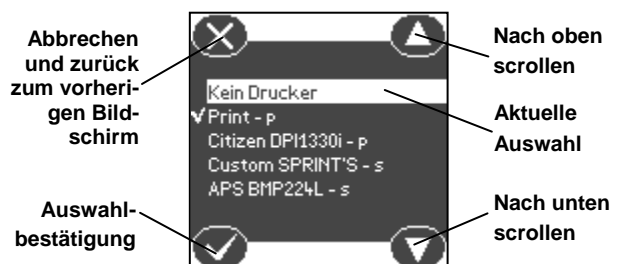 Abbrechen
und zurück
zum vorheri-
gen Bild-
schirm
Nach oben
scrollen
Kein Drucker
Print - p
Citizen DPI1330i - p
Custom SPRINT'S - s
APS BMP224L - s
Aktuelle
Auswahl
Auswahl-
bestätigung
Nach unten
scrollen